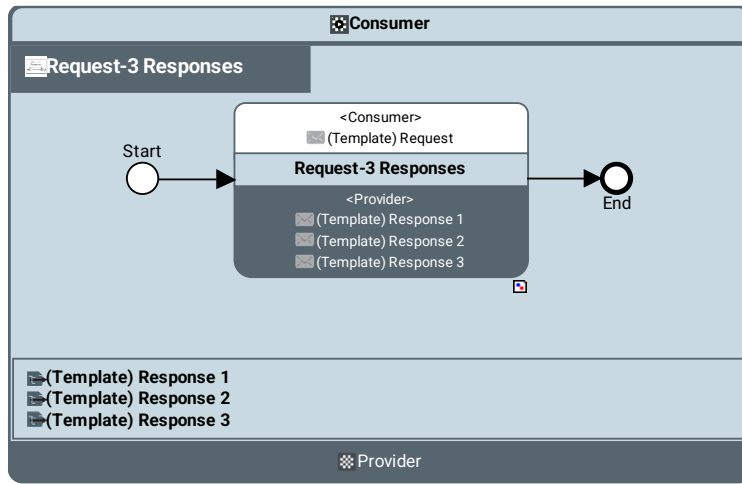 Consumer
Request-3 Responses
<Consumer>
(Template) Request
Start
Request-3 Responses
<Provider>
(Template) Response 1
(Template) Response 2
(Template) Response 3
End
(Template) Response 1
(Template) Response 2
(Template) Response 3
Provider